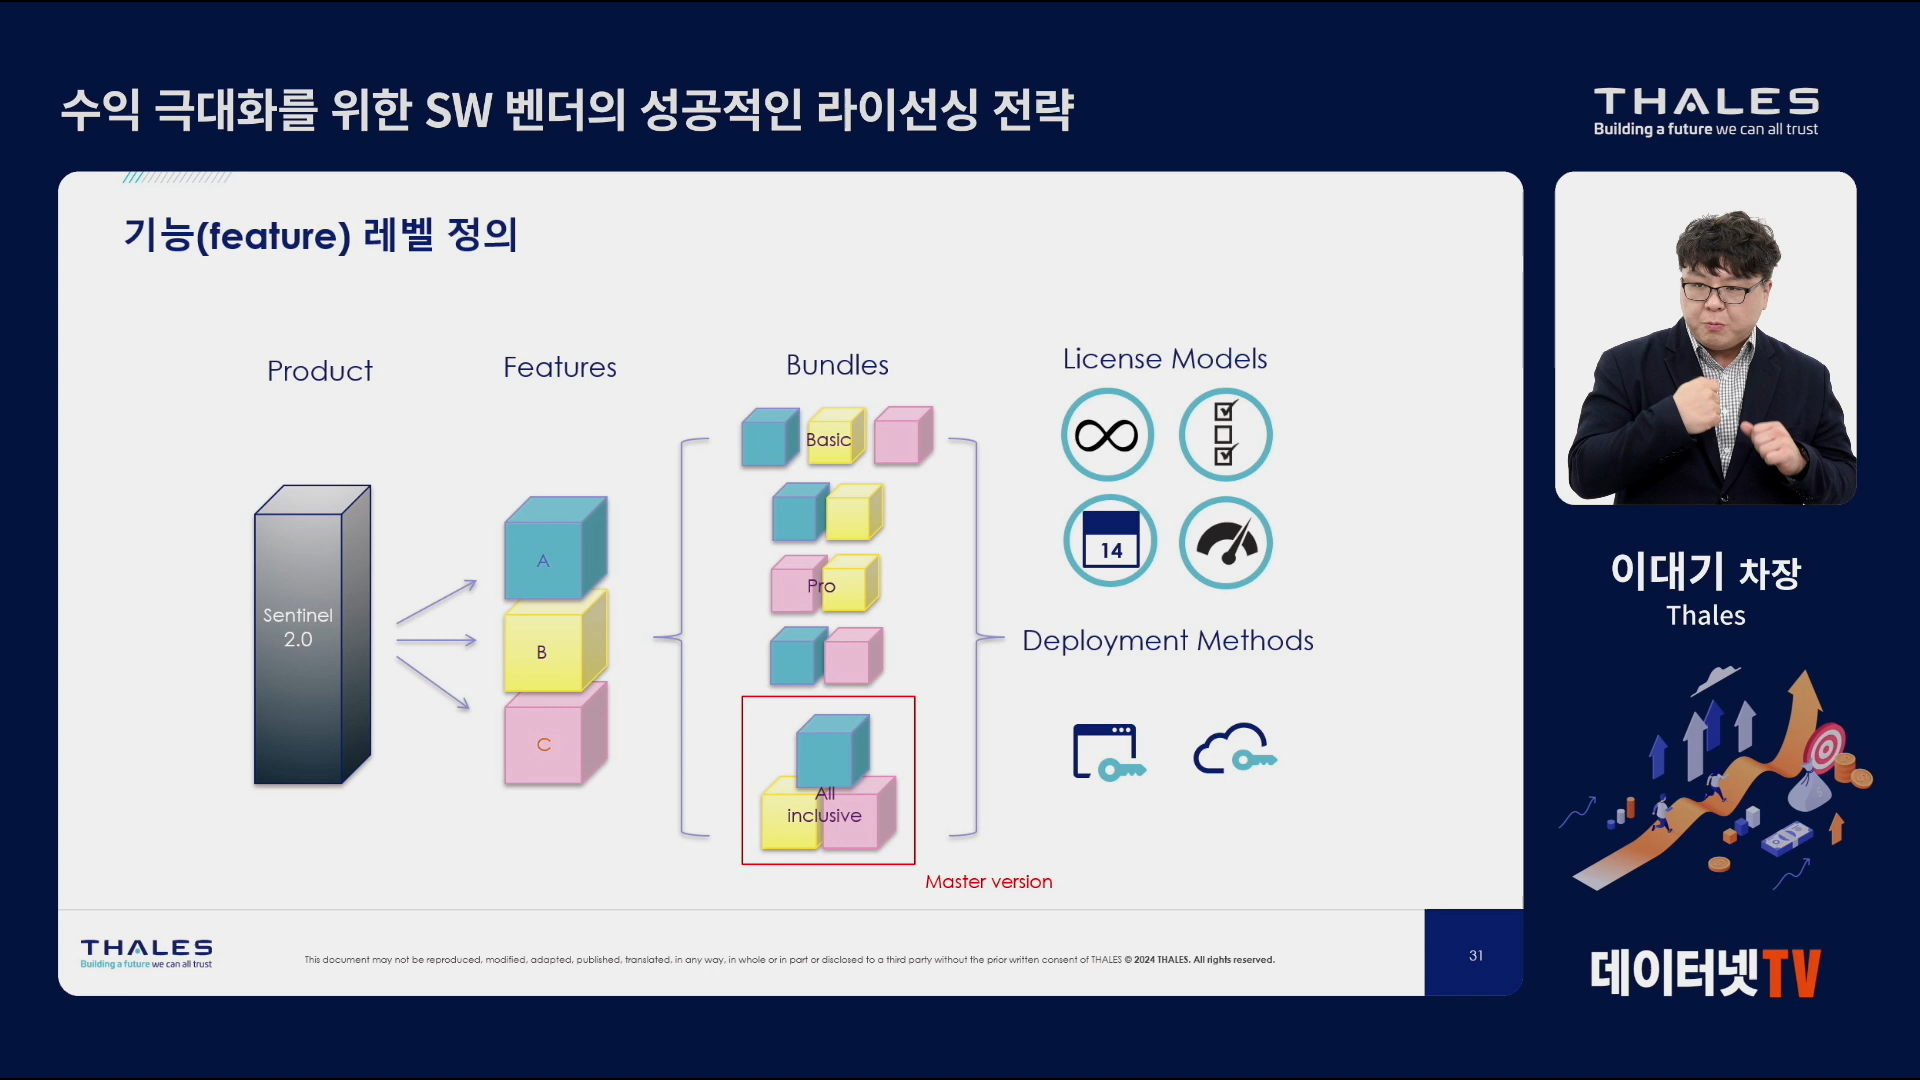 수익 극대화를 위한 SW 벤더의 성공적인 라이선싱 전략
THALES
Building a future we can all trust
기능(feature) 레벨 정의
Product
Features
Bundles
License Models
Sentinel
2.0
A
B
C
Basic
Pro
All
inclusive
Master version
14
Deployment Methods
THALES
Building a future we can all trust
This document may not be reproduced, modified, adapted, published, translated, in any way, in whole or in part or disclosed to a third party without the prior written consent of THALES © 2024 THALES. All rights reserved.
31
이대기 차장
Thales
데이터넷TV